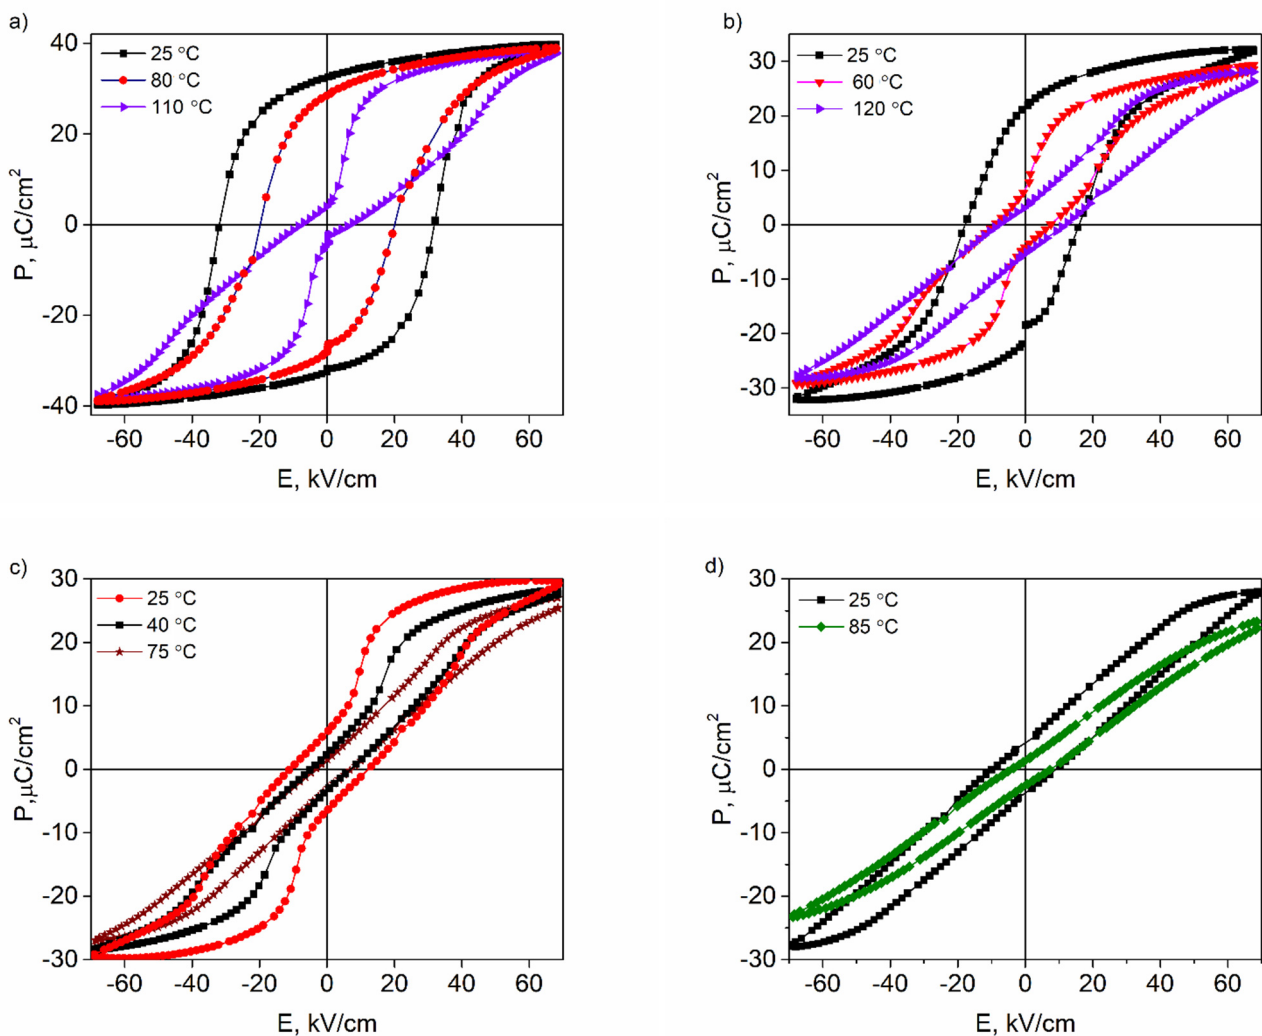 a)
40
20
0
-20
-40
P, μC/cm²
25 °C
80 °C
110 °C
-60 -40 -20 0 20 40 60
E, kV/cm
b)
30
20
10
0
-10
-20
-30
P, μC/cm²
25 °C
60 °C
120 °C
-60 -40 -20 0 20 40 60
E, kV/cm
c)
30
20
10
0
-10
-20
-30
P,μC/cm²
25 °C
40 °C
75 °C
-60 -40 -20 0 20 40 60
E, kV/cm
d)
30
20
10
0
-10
-20
-30
P, μC/cm²
25 °C
85 °C
-60 -40 -20 0 20 40 60
E, kV/cm